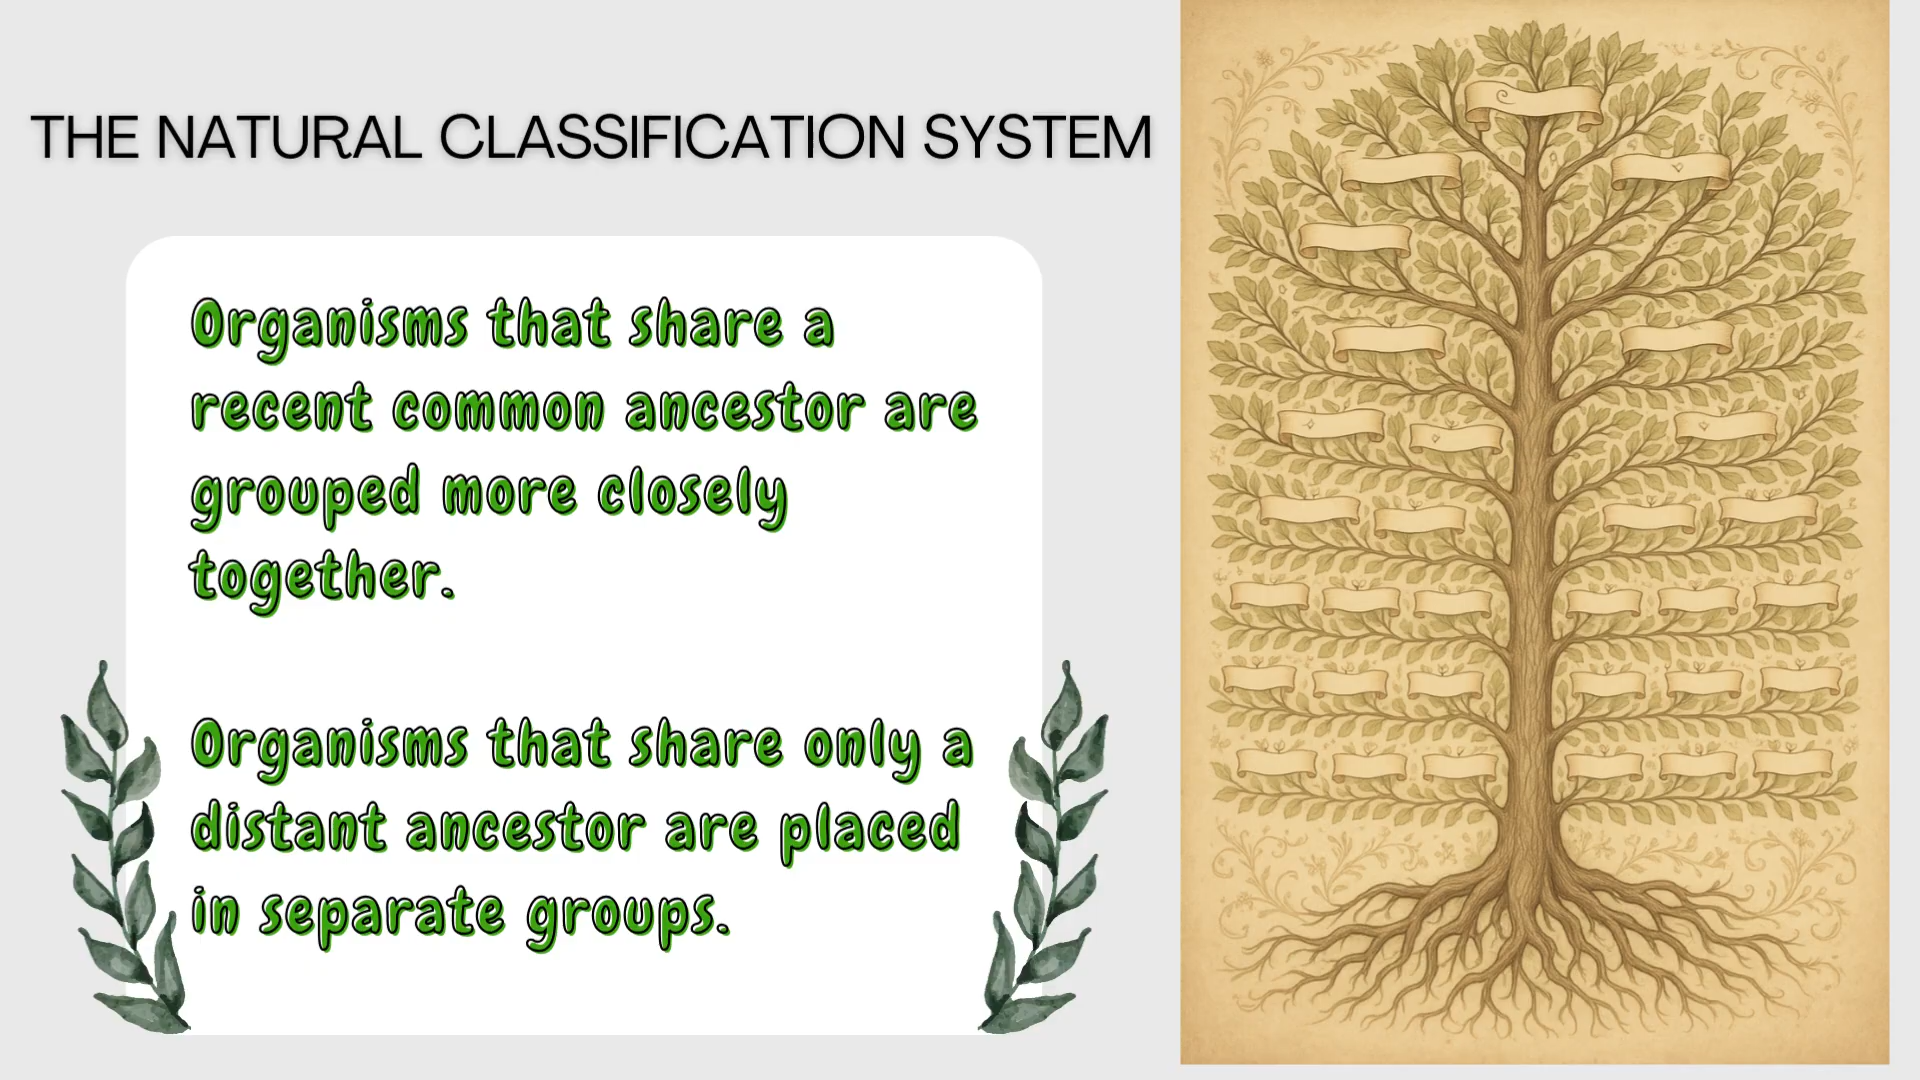 THE NATURAL CLASSIFICATION SYSTEM
Organisms that share a
recent common ancestor are
grouped more closely
together.
Organisms that share only a
distant ancestor are placed
in separate groups.